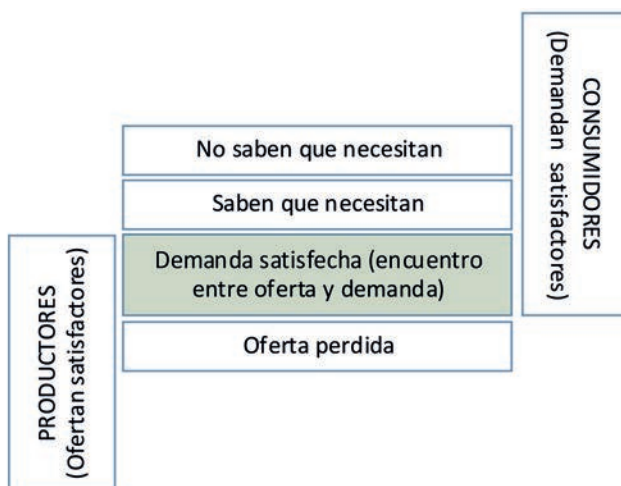 CONSUMIDORES
(Demandan satisfactores)
No saben que necesitan
Saben que necesitan
Demanda satisfecha (encuentro
entre oferta y demanda)
Oferta perdida
PRODUCTORES
(Ofertan satisfactores)